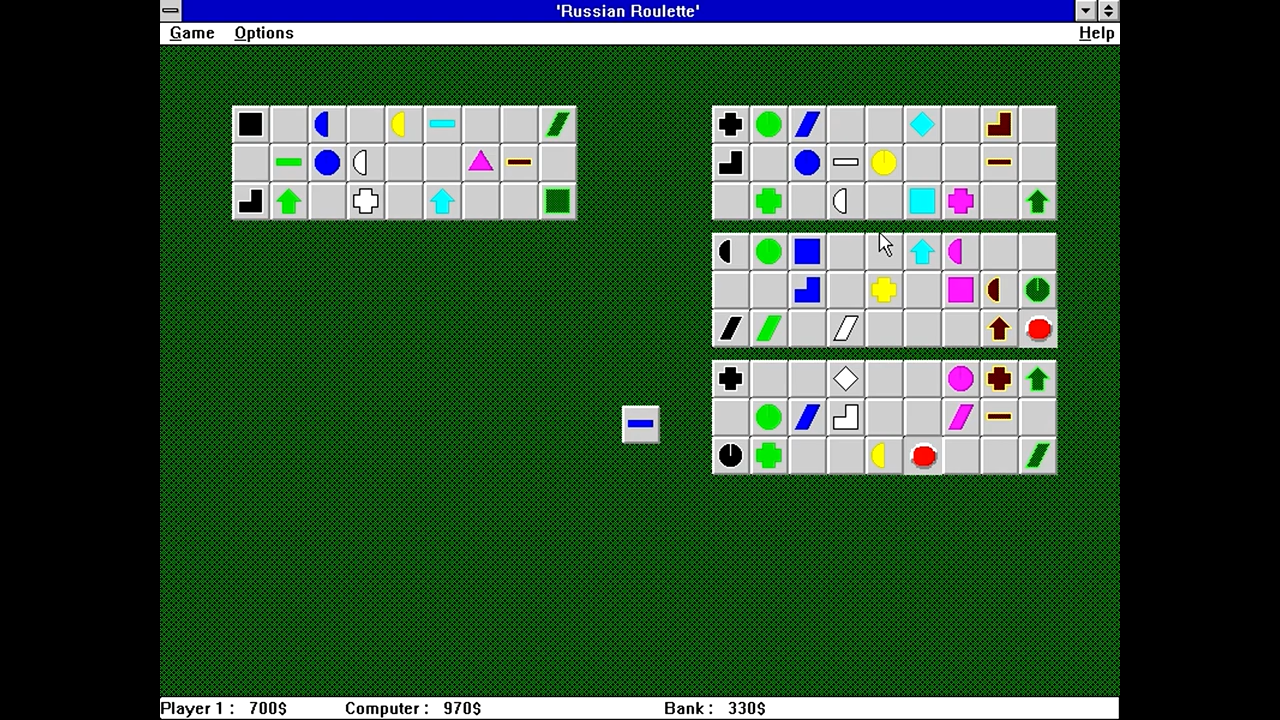 'Russian Roulette'
Game Options Help
Player 1 : 700$ Computer : 970$ Bank : 330$